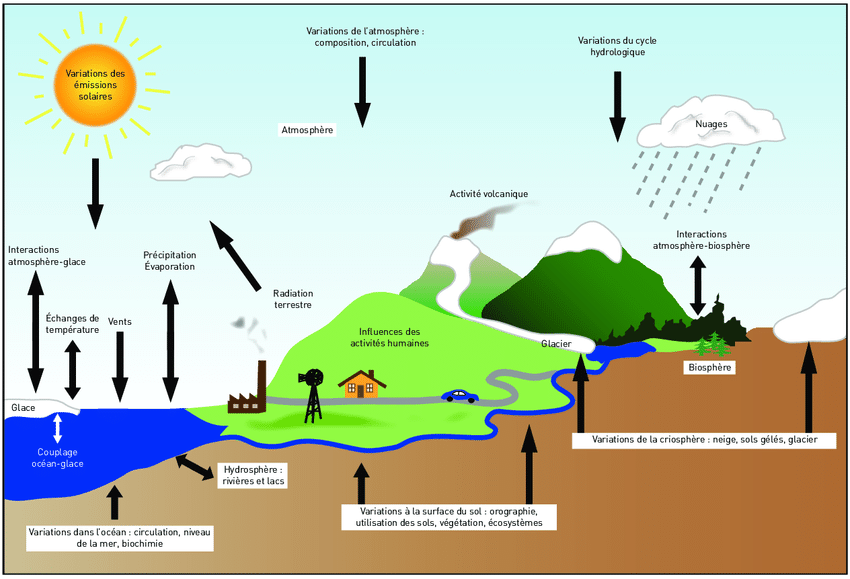 Variations de l'atmosphère :
composition, circulation
Variations du cycle
hydrologique
Variations des
émissions
solaires
Atmosphère
Nuages
Activité volcanique
Interactions
atmosphère-glace
Précipitation
Évaporation
Interactions
atmosphère-biosphère
Radiation
terrestre
Échanges de
température
Vents
Influences des
activités humaines
Glacier
Biosphère
Glace
Couplage
océan-glace
Variations de la criosphère : neige, sols gélés, glacier
Hydrosphère :
rivières et lacs
Variations à la surface du sol : orographie,
utilisation des sols, végétation, écosystèmes
Variations dans l'océan : circulation, niveau
de la mer, biochimie